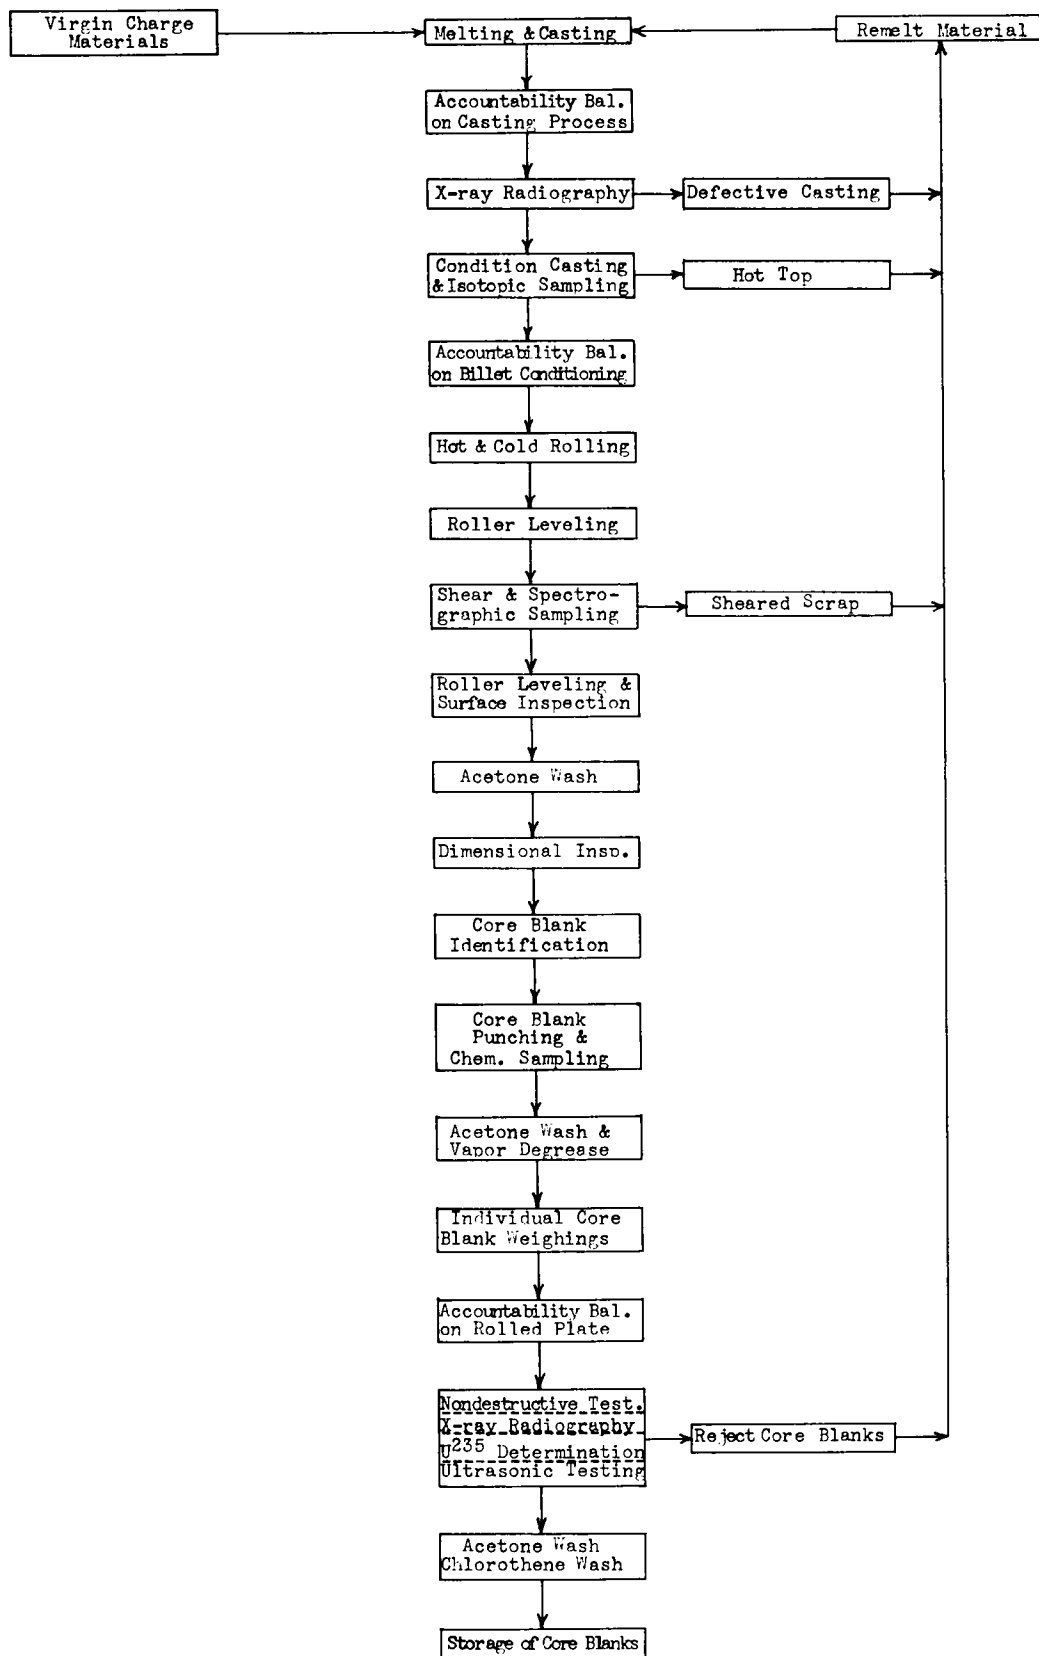 Virgin Charge
Materials
Melting & Casting
Remelt Material
Accountability Bal.
on Casting Process
X-ray Radiography
Defective Casting
Condition Casting
& Isotopic Sampling
Hot Top
Accountability Bal.
on Billet Conditioning
Hot & Cold Rolling
Roller Leveling
Shear & Spectro-
graphic Sampling
Sheared Scrap
Roller Leveling &
Surface Inspection
Acetone Wash
Dimensional Insp.
Core Blank
Identification
Core Blank
Punching &
Chem. Sampling
Acetone Wash &
Vapor Degrease
Individual Core
Blank Weighings
Accountability Bal.
on Rolled Plate
Nondestructive Test.
X-ray Radiography
U235 Determination
Ultrasonic Testing
Reject Core Blanks
Acetone Wash
Chlorothene Wash
Storage of Core Blanks